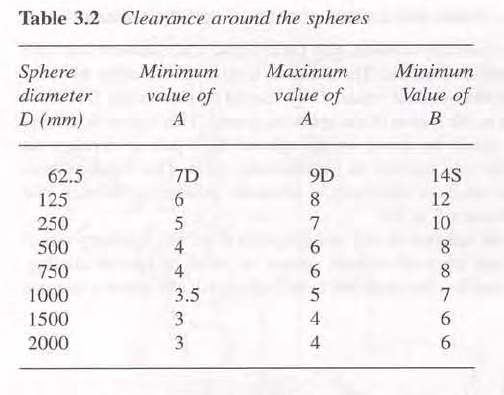 Table 3.2 Clearance around the spheres
Sphere Minimum Maximum Minimum
diameter value of value of Value of
D (mm) A A B
62.5 7D 9D 14S
125 6 8 12
250 5 7 10
500 4 6 8
750 4 6 8
1000 3.5 5 7
1500 3 4 6
2000 3 4 6